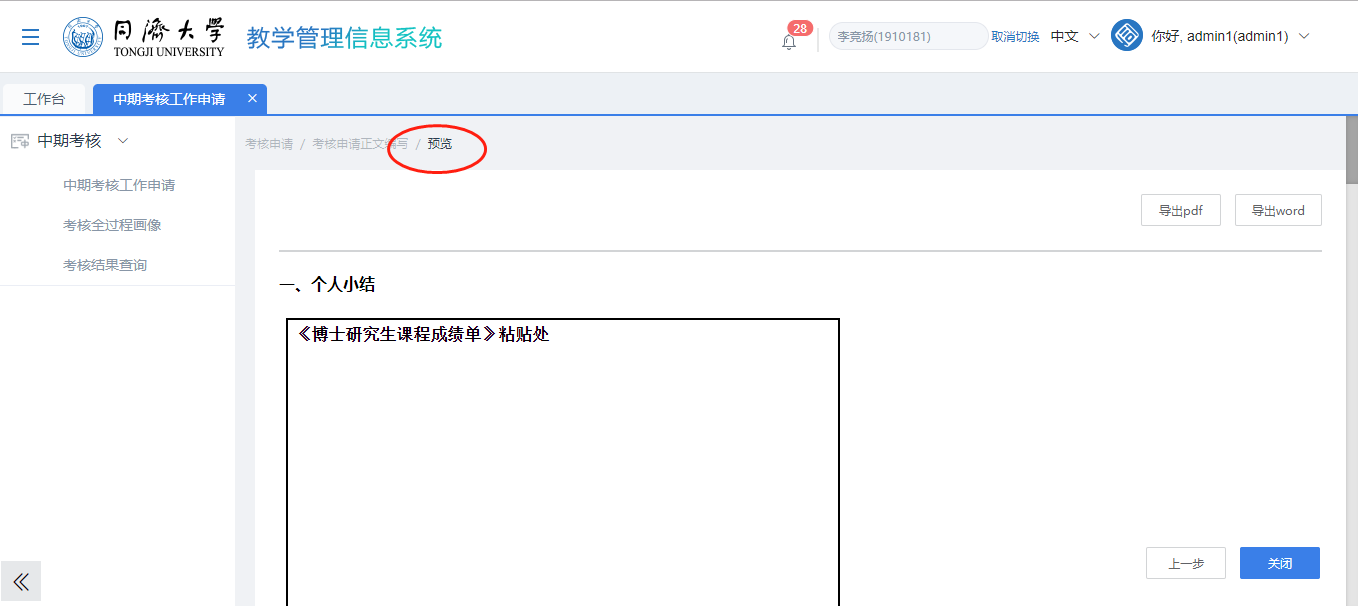 同濟大学
TONGJI UNIVERSITY
教学管理信息系统
28
李竞扬(1910181)
取消切换
中文
你好, admin1(admin1)
工作台
中期考核工作申请
中期考核
考核申请 / 考核申请正文编写 / 预览
中期考核工作申请
考核全过程画像
考核结果查询
导出pdf
导出word
一、个人小结
《博士研究生课程成绩单》粘贴处
上一步
关闭